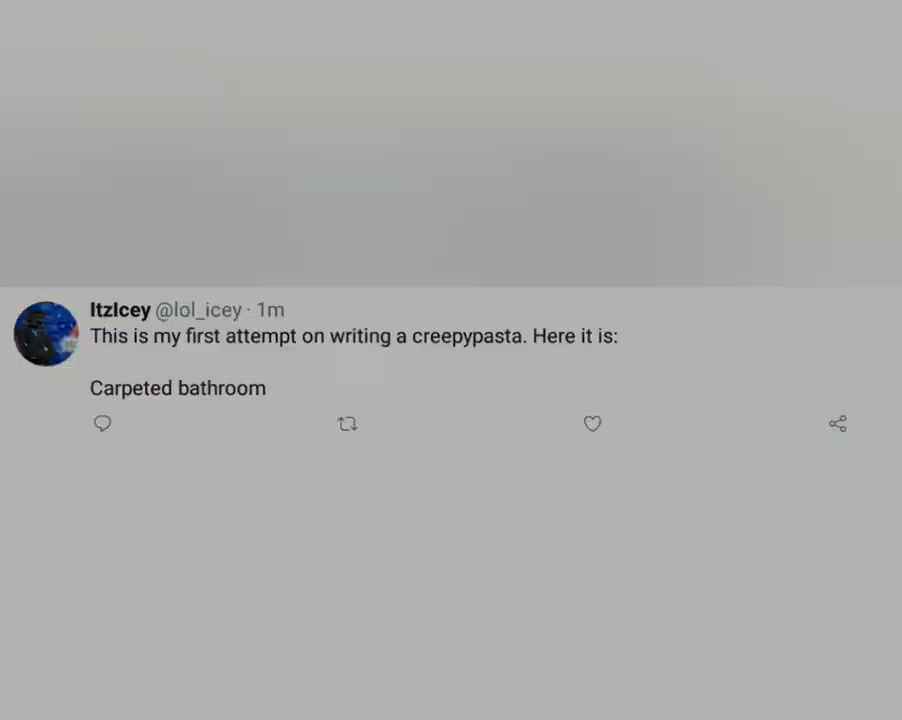 ItzIcey @lol_icey · 1m
This is my first attempt on writing a creepypasta. Here it is:
Carpeted bathroom